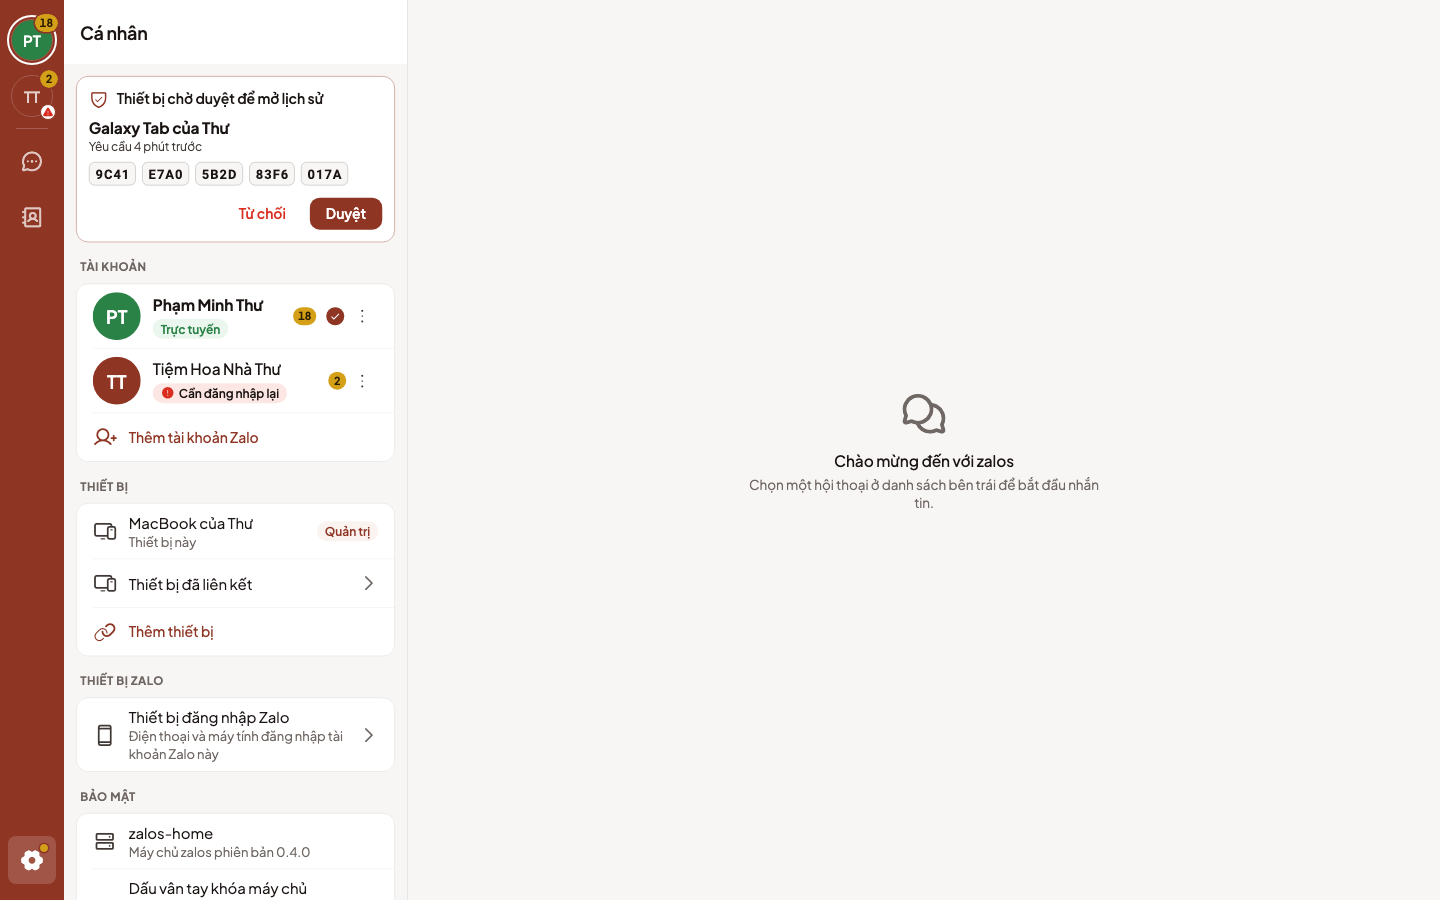 18
PT
2
TT
Cá nhân
Thiết bị chờ duyệt để mở lịch sử
Galaxy Tab của Thư
Yêu cầu 4 phút trước
9C41 E7A0 5B2D 83F6 017A
Từ chối Duyệt
TÀI KHOẢN
PT Phạm Minh Thư 18
Trực tuyến
TT Tiệm Hoa Nhà Thư 2
Cần đăng nhập lại
Thêm tài khoản Zalo
THIẾT BỊ
MacBook của Thư Quản trị
Thiết bị này
Thiết bị đã liên kết
Thêm thiết bị
THIẾT BỊ ZALO
Thiết bị đăng nhập Zalo
Điện thoại và máy tính đăng nhập tài
khoản Zalo này
BẢO MẬT
zalos-home
Máy chủ zalos phiên bản 0.4.0
Dấu vân tay khóa máy chủ
Chào mừng đến với zalos
Chọn một hội thoại ở danh sách bên trái để bắt đầu nhắn
tin.